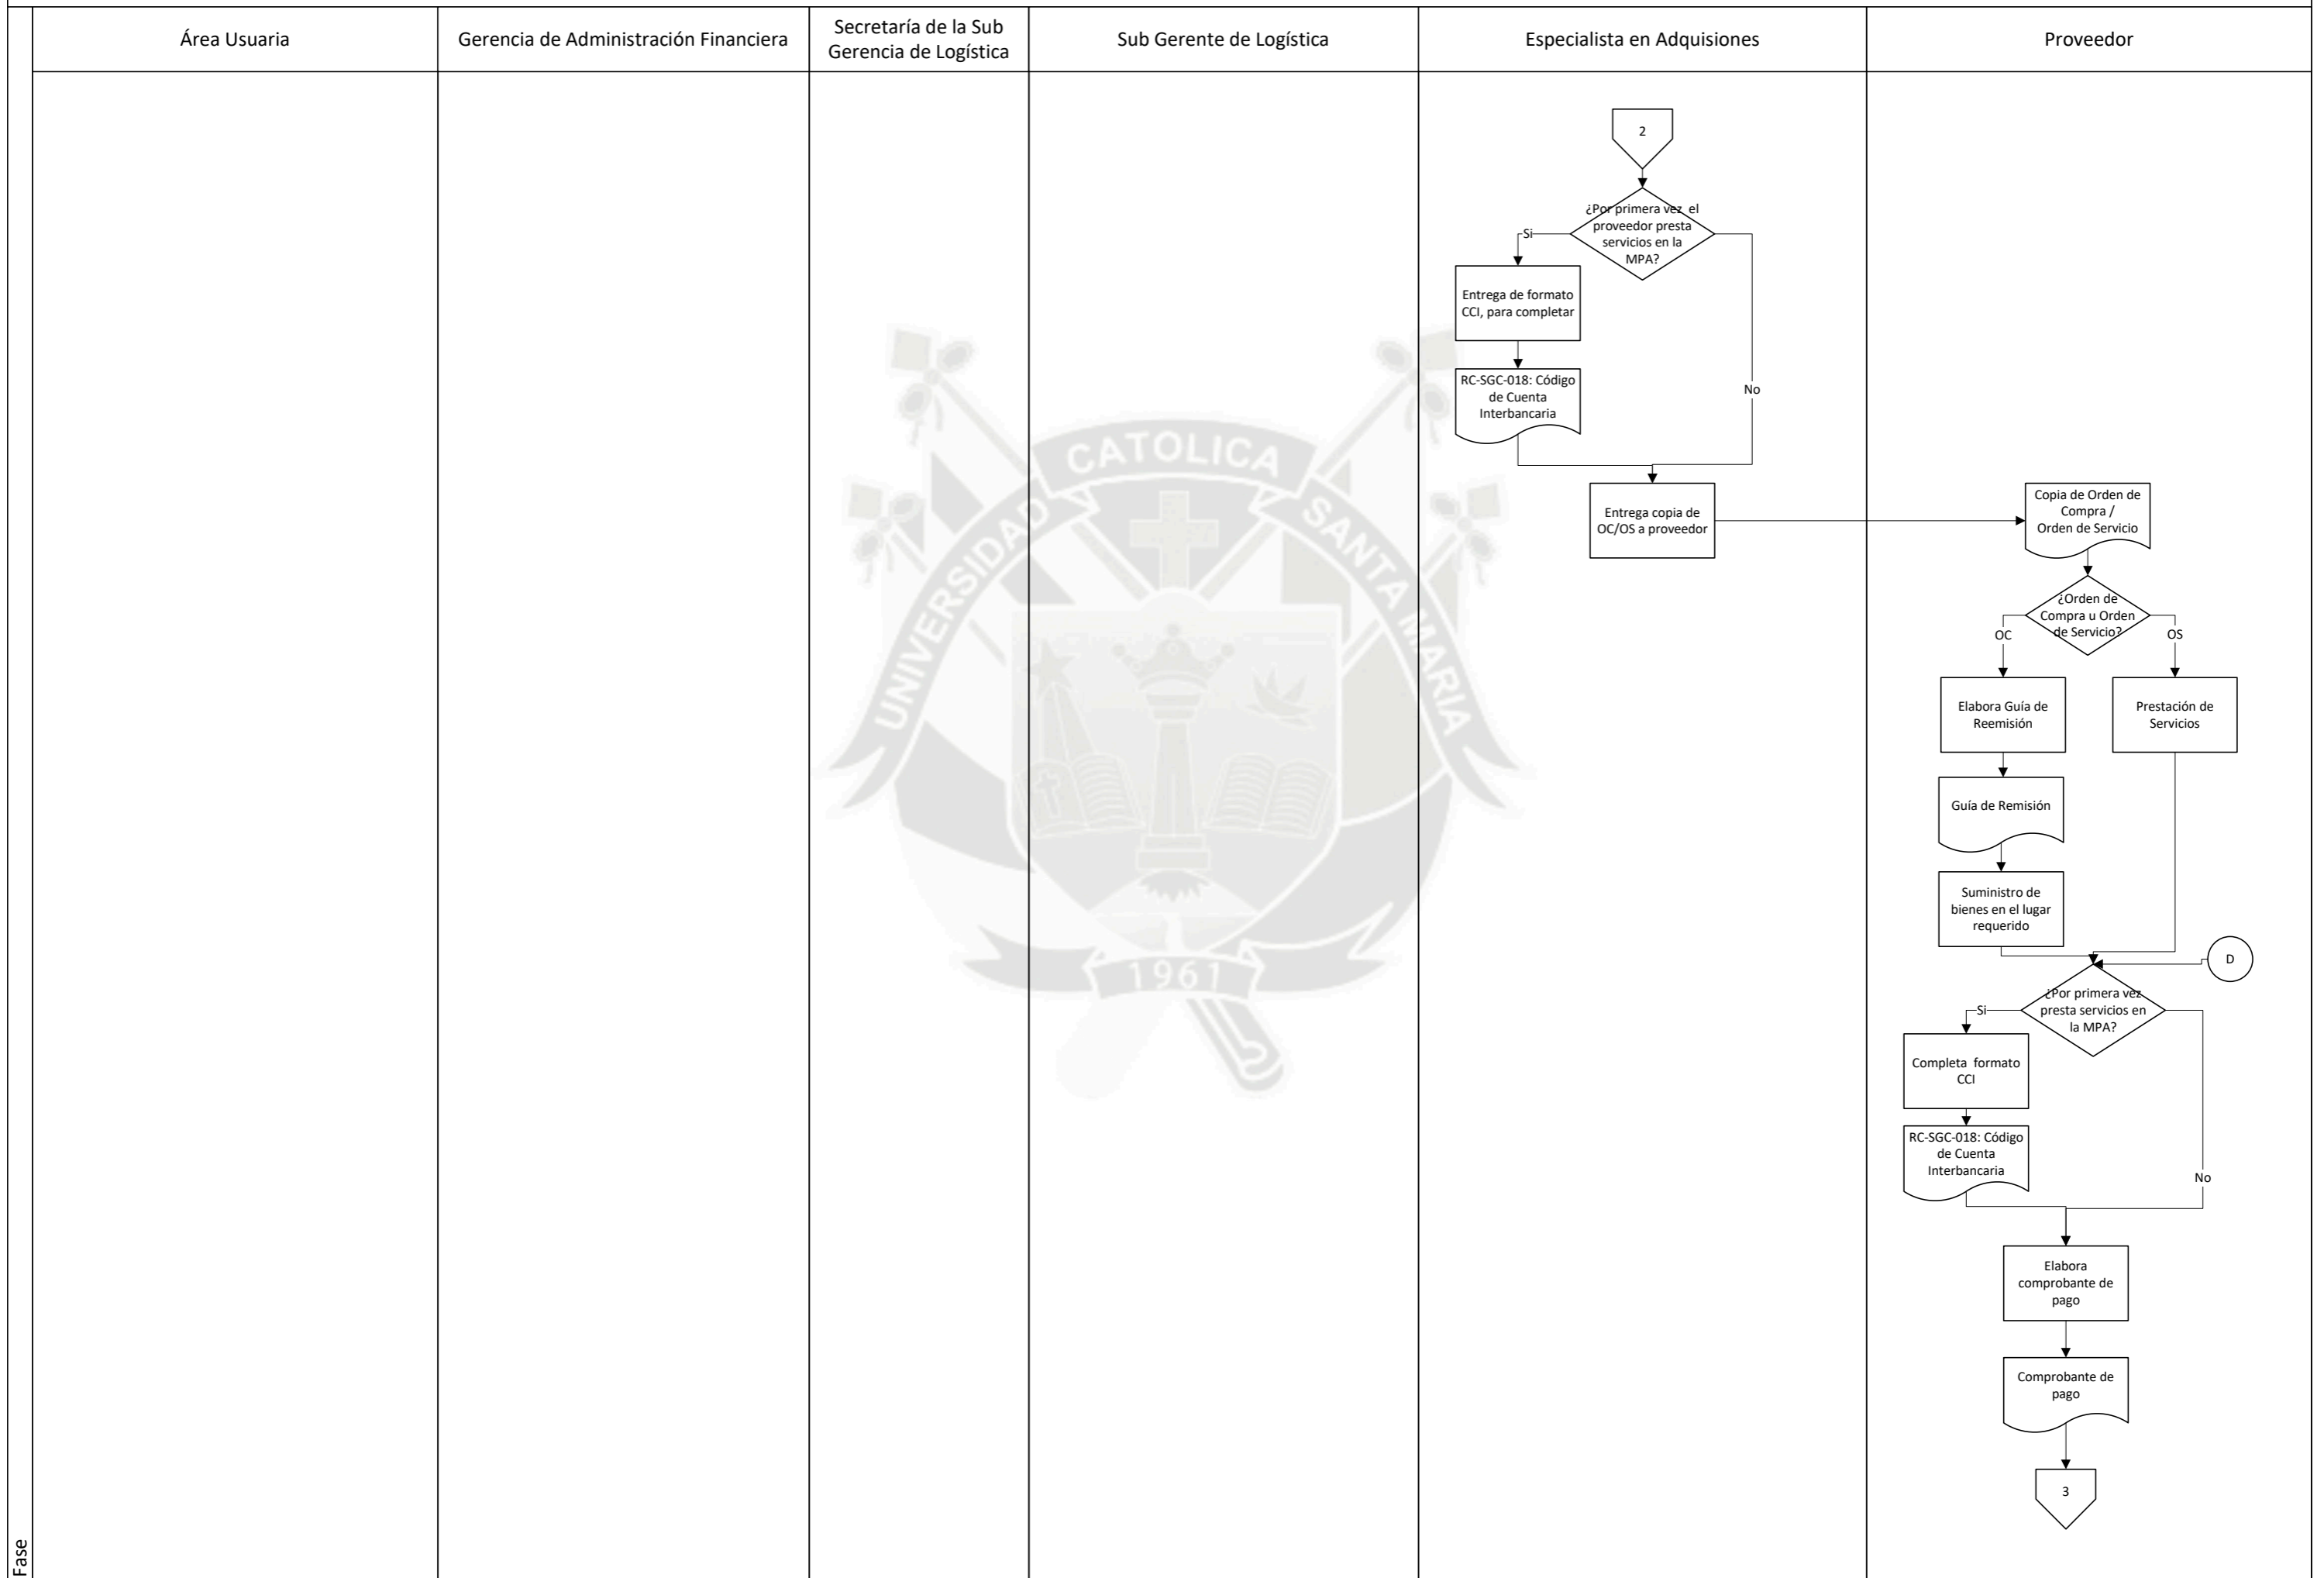 Área Usuaria
Gerencia de Administración Financiera
Secretaría de la Sub
Gerencia de Logística
Sub Gerente de Logística
Especialista en Adquisiones
Proveedor
2
¿Por primera vez el
proveedor presta
servicios en la
MPA?
Si
No
Entrega de formato
CCI, para completar
RC-SGC-018: Código
de Cuenta
Interbancaria
Entrega copia de
OC/OS a proveedor
Copia de Orden de
Compra /
Orden de Servicio
¿Orden de
Compra u Orden
de Servicio?
OC
OS
Elabora Guía de
Reemisión
Prestación de
Servicios
Guía de Remisión
Suministro de
bienes en el lugar
requerido
D
¿Por primera vez
presta servicios en
la MPA?
Si
No
Completa formato
CCI
RC-SGC-018: Código
de Cuenta
Interbancaria
Elabora
comprobante de
pago
Comprobante de
pago
3
Fase
UNIVERSIDAD CATOLICA SANTA MARIA
1961